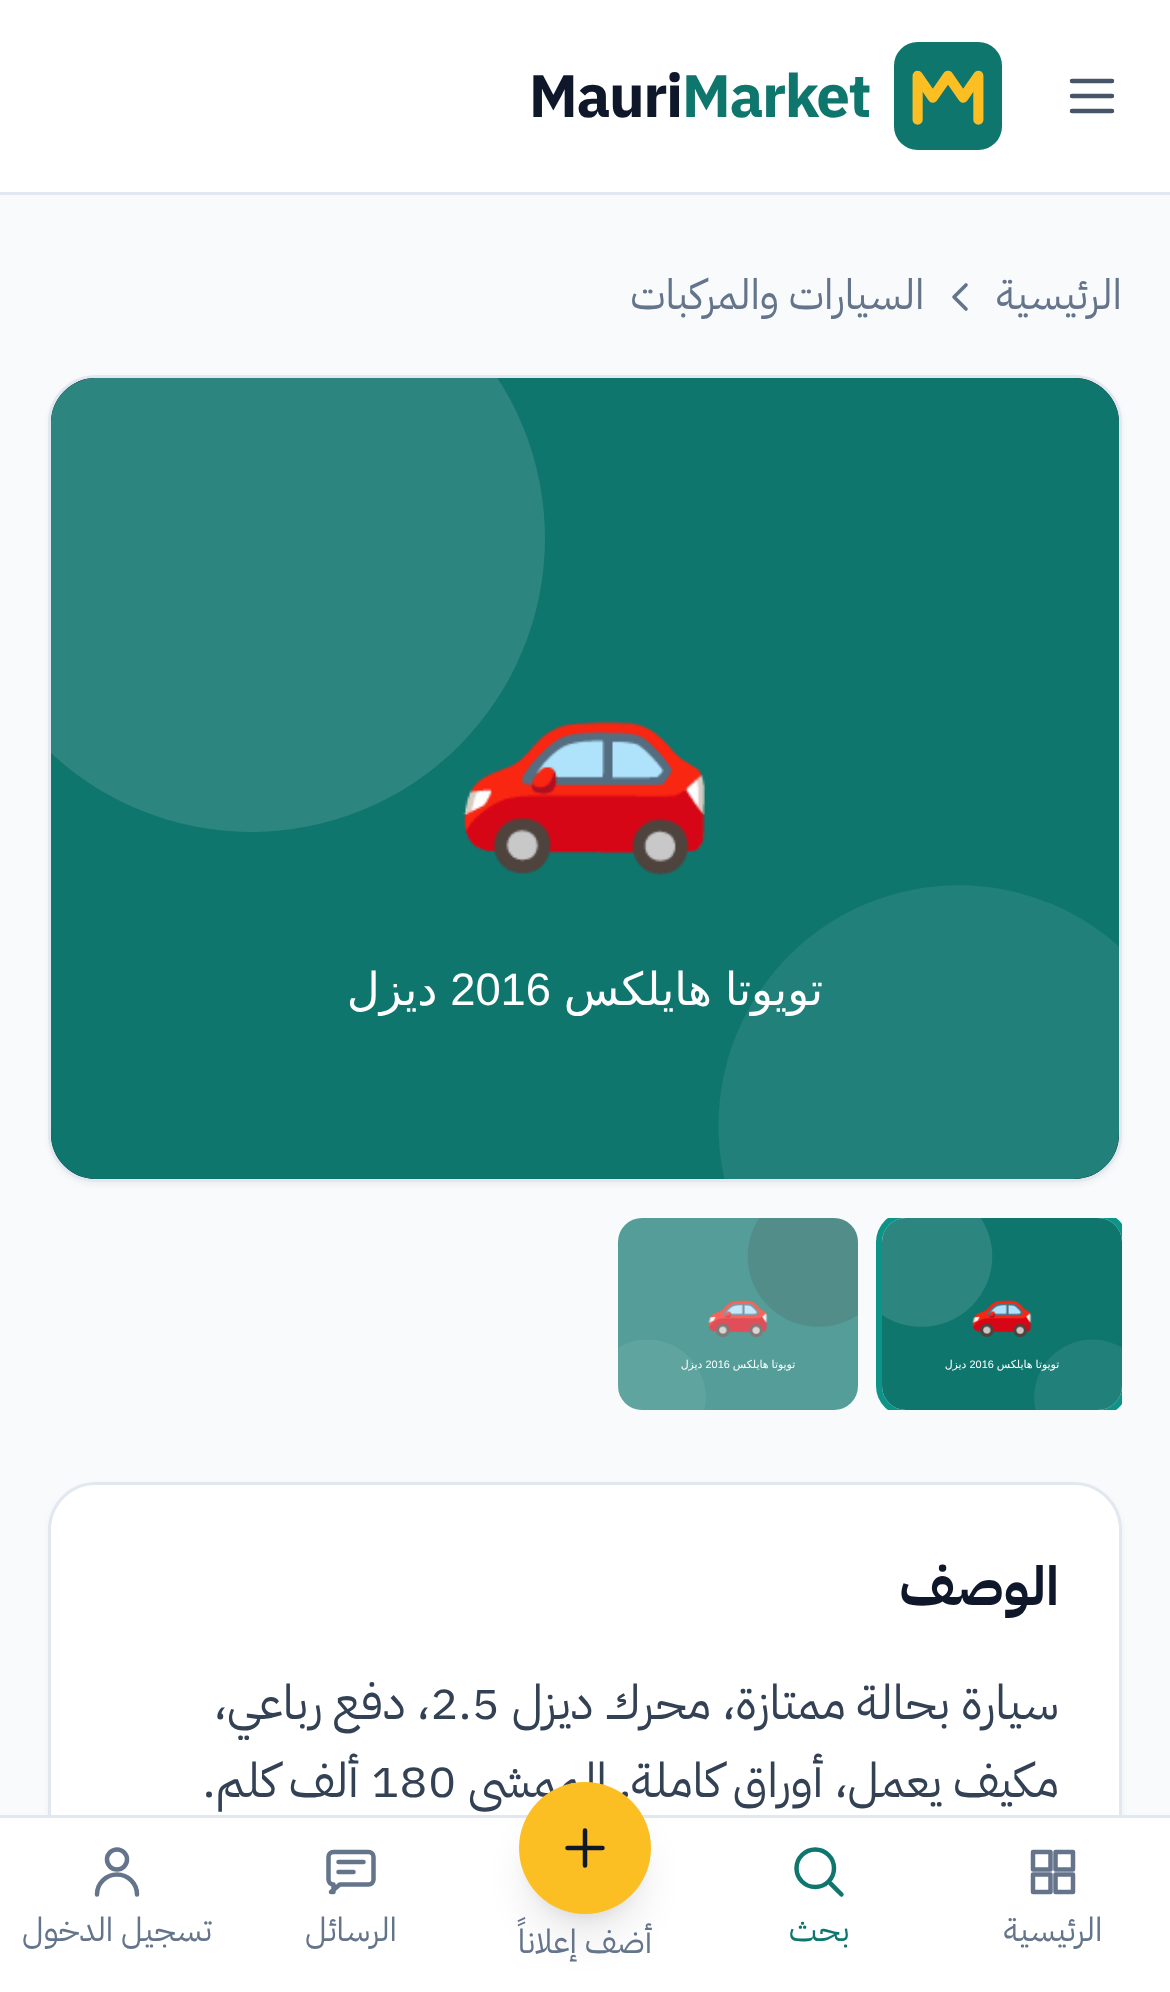 MauriMarket
الرئيسية
السيارات والمركبات
تويوتا هايلكس 2016 ديزل
تويوتا هايلكس 2016 ديزل
تويوتا هايلكس 2016 ديزل
الوصف
سيارة بحالة ممتازة، محرك ديزل 2.5، دفع رباعي،
مكيف يعمل، أوراق كاملة. الممشى 180 ألف كلم.
الرئيسية
بحث
أضف إعلاناً
الرسائل
تسجيل الدخول